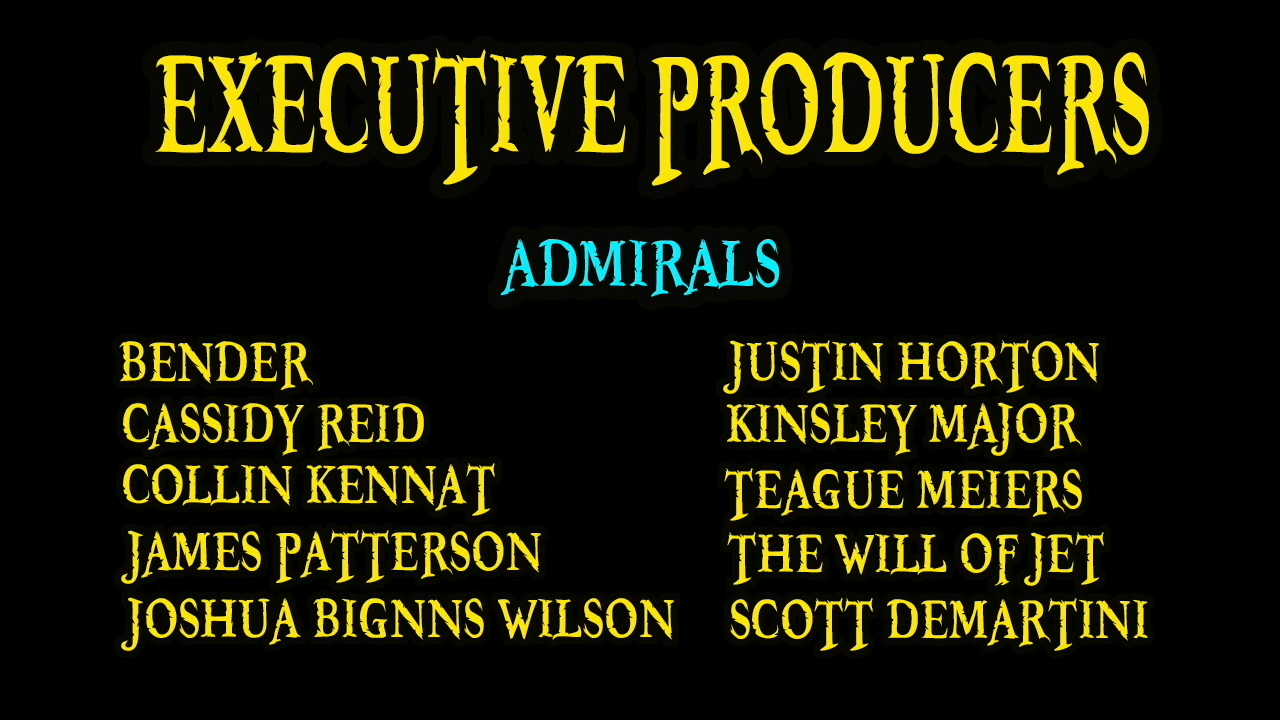 EXECUTIVE PRODUCERS
ADMIRALS
BENDER
CASSIDY REID
COLLIN KENNAT
JAMES PATTERSON
JOSHUA BIGNNS WILSON
JUSTIN HORTON
KINSLEY MAJOR
TEAGUE MEIERS
THE WILL OF JET
SCOTT DEMARTINI